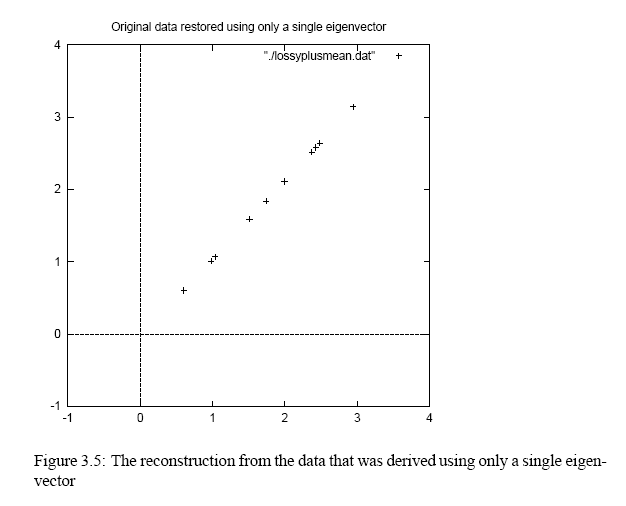 Original data restored using only a single eigenvector
4
"./lossyplusmean.dat"
3
2
1
0
-1
-1 0 1 2 3 4
Figure 3.5: The reconstruction from the data that was derived using only a single eigen-
vector